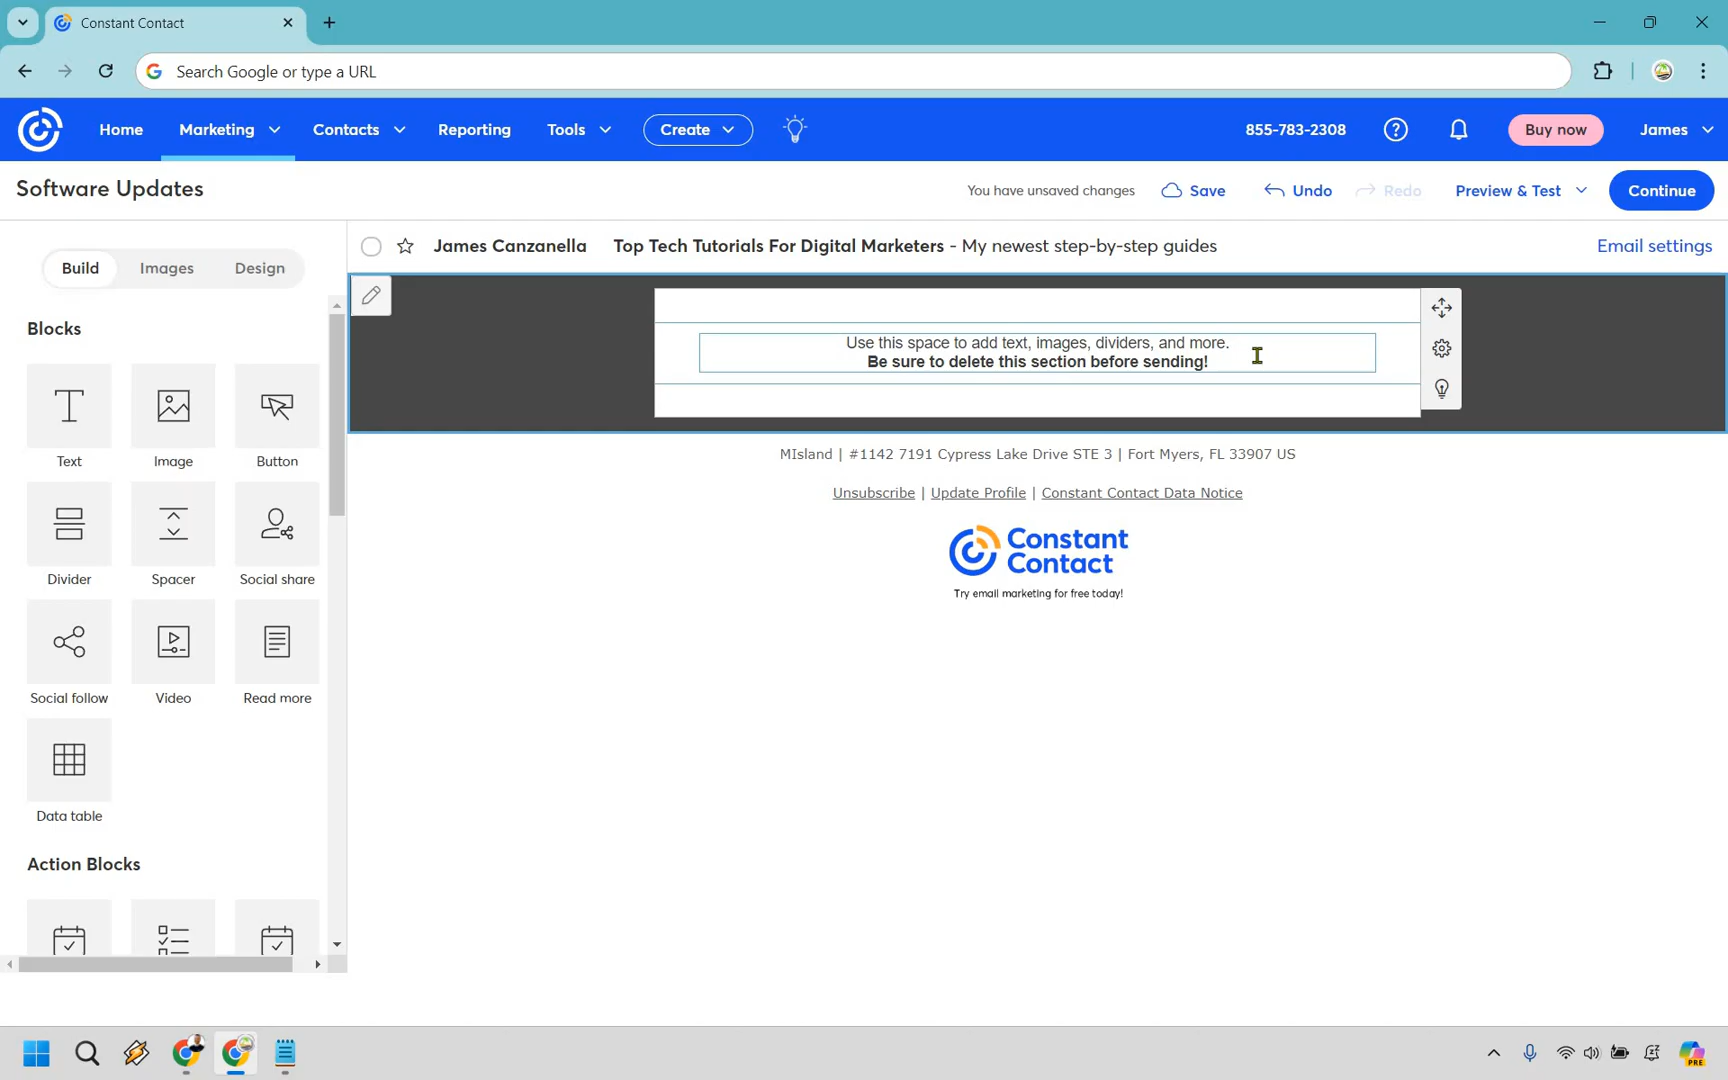 Constant Contact
Search Google or type a URL
Home
Marketing
Contacts
Reporting
Tools
Create
855-783-2308
Buy now
James
Software Updates
You have unsaved changes
Save
Undo
Redo
Preview & Test
Continue
Build
Images
Design
James Canzanella
Top Tech Tutorials For Digital Marketers - My newest step-by-step guides
Email settings
Blocks
Text
Image
Button
Divider
Spacer
Social share
Social follow
Video
Read more
Data table
Action Blocks
Use this space to add text, images, dividers, and more.
Be sure to delete this section before sending!
MIsland | #1142 7191 Cypress Lake Drive STE 3 | Fort Myers, FL 33907 US
Unsubscribe | Update Profile | Constant Contact Data Notice
Constant
Contact
Try email marketing for free today!
PRE